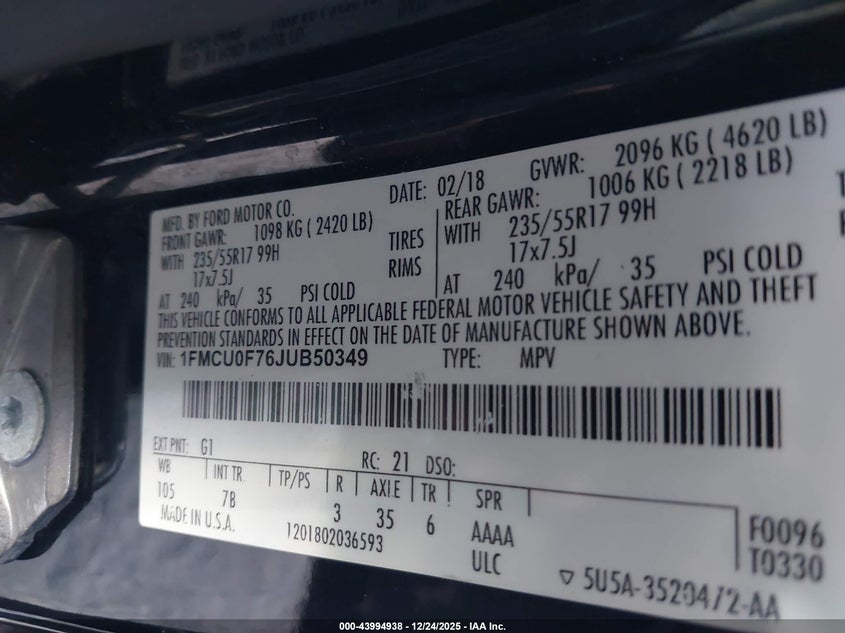 MFD. BY FORD MOTOR CO. DATE: 02/18 GVWR: 2096 KG ( 4620 LB)
FRONT GAWR: 1098 KG ( 2420 LB) REAR GAWR: 1006 KG ( 2218 LB)
WITH 235/55R17 99H TIRES WITH 235/55R17 99H
17x7.5J RIMS 17x7.5J
AT 240 kPa/ 35 PSI COLD AT 240 kPa/ 35 PSI COLD
THIS VEHICLE CONFORMS TO ALL APPLICABLE FEDERAL MOTOR VEHICLE SAFETY AND THEFT
PREVENTION STANDARDS IN EFFECT ON THE DATE OF MANUFACTURE SHOWN ABOVE.
VIN: 1FMCU0F76JUB50349 TYPE: MPV
EXT PNT: G1 RC: 21 DSO:
WB INT TR. TP/PS R AXLE TR SPR
105 7B 3 35 6 AAAA
ULC
MADE IN U.S.A. 1201802036593
F0096
T0330
▽ 5U5A-3520472-AA
000-43994938 - 12/24/2025 - IAA Inc.